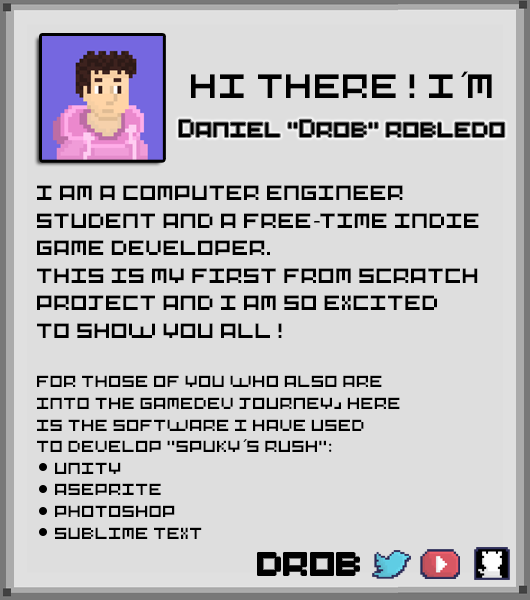 HI THERE! I´M
DANIEL "DROB" ROBLEDO
I AM A COMPUTER ENGINEER
STUDENT AND A FREE-TIME INDIE
GAME DEVELOPER.
THIS IS MY FIRST FROM SCRATCH
PROJECT AND I AM SO EXCITED
TO SHOW YOU ALL!
FOR THOSE OF YOU WHO ALSO ARE
INTO THE GAMEDEV JOURNEY, HERE
IS THE SOFTWARE I HAVE USED
TO DEVELOP "SPUKY´S RUSH":
• UNITY
• ASEPRITE
• PHOTOSHOP
• SUBLIME TEXT
DROB